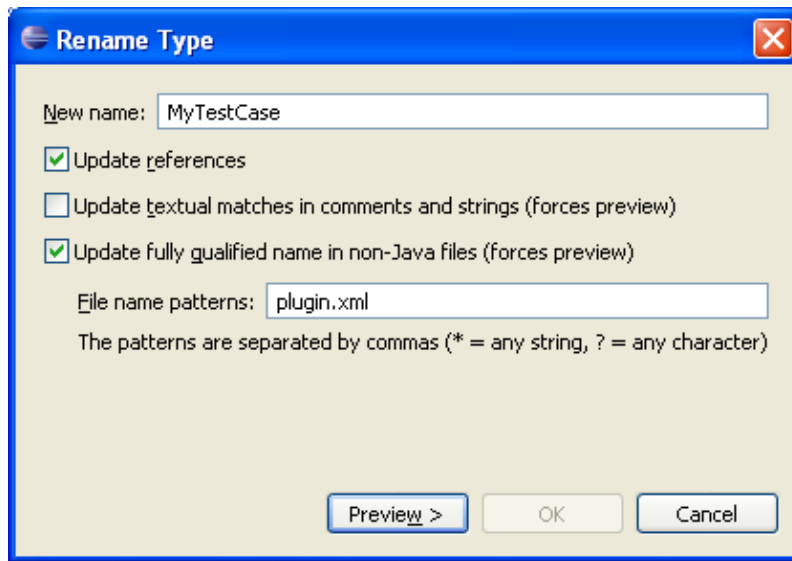 Rename Type
New name: MyTestCase
Update references
Update textual matches in comments and strings (forces preview)
Update fully qualified name in non-Java files (forces preview)
File name patterns: plugin.xml
The patterns are separated by commas (* = any string, ? = any character)
Preview > OK Cancel